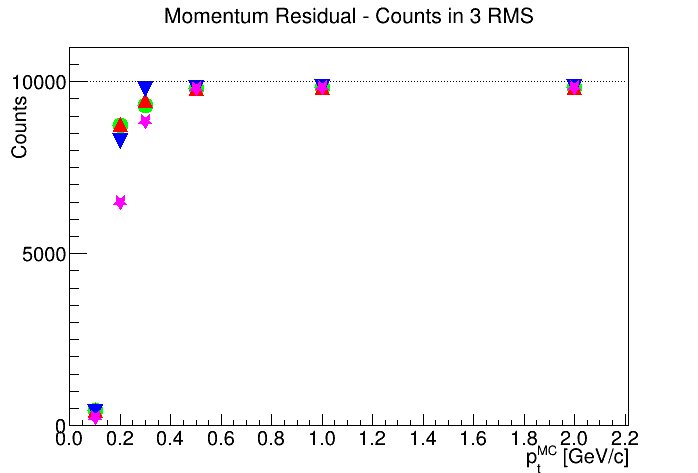 Momentum Residual - Counts in 3 RMS
Counts
10000
5000
0
0.0 0.2 0.4 0.6 0.8 1.0 1.2 1.4 1.6 1.8 2.0 2.2
p_t^MC [GeV/c]